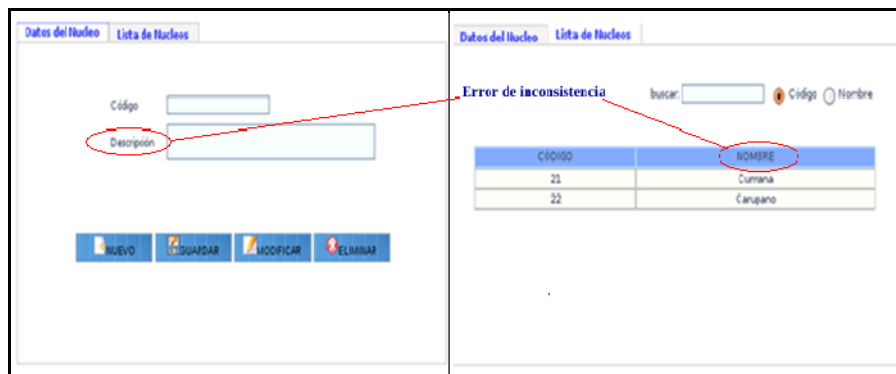 Datos del Nucleo Lista de Nucleos
Código
Descripción
NUEVO GUARDAR MODIFICAR ELIMINAR
Datos del Nucleo Lista de Nucleos
Error de inconsistencia
buscar: Código Nombre
CÓDIGO NOMBRE
21 Cumana
22 Carupano